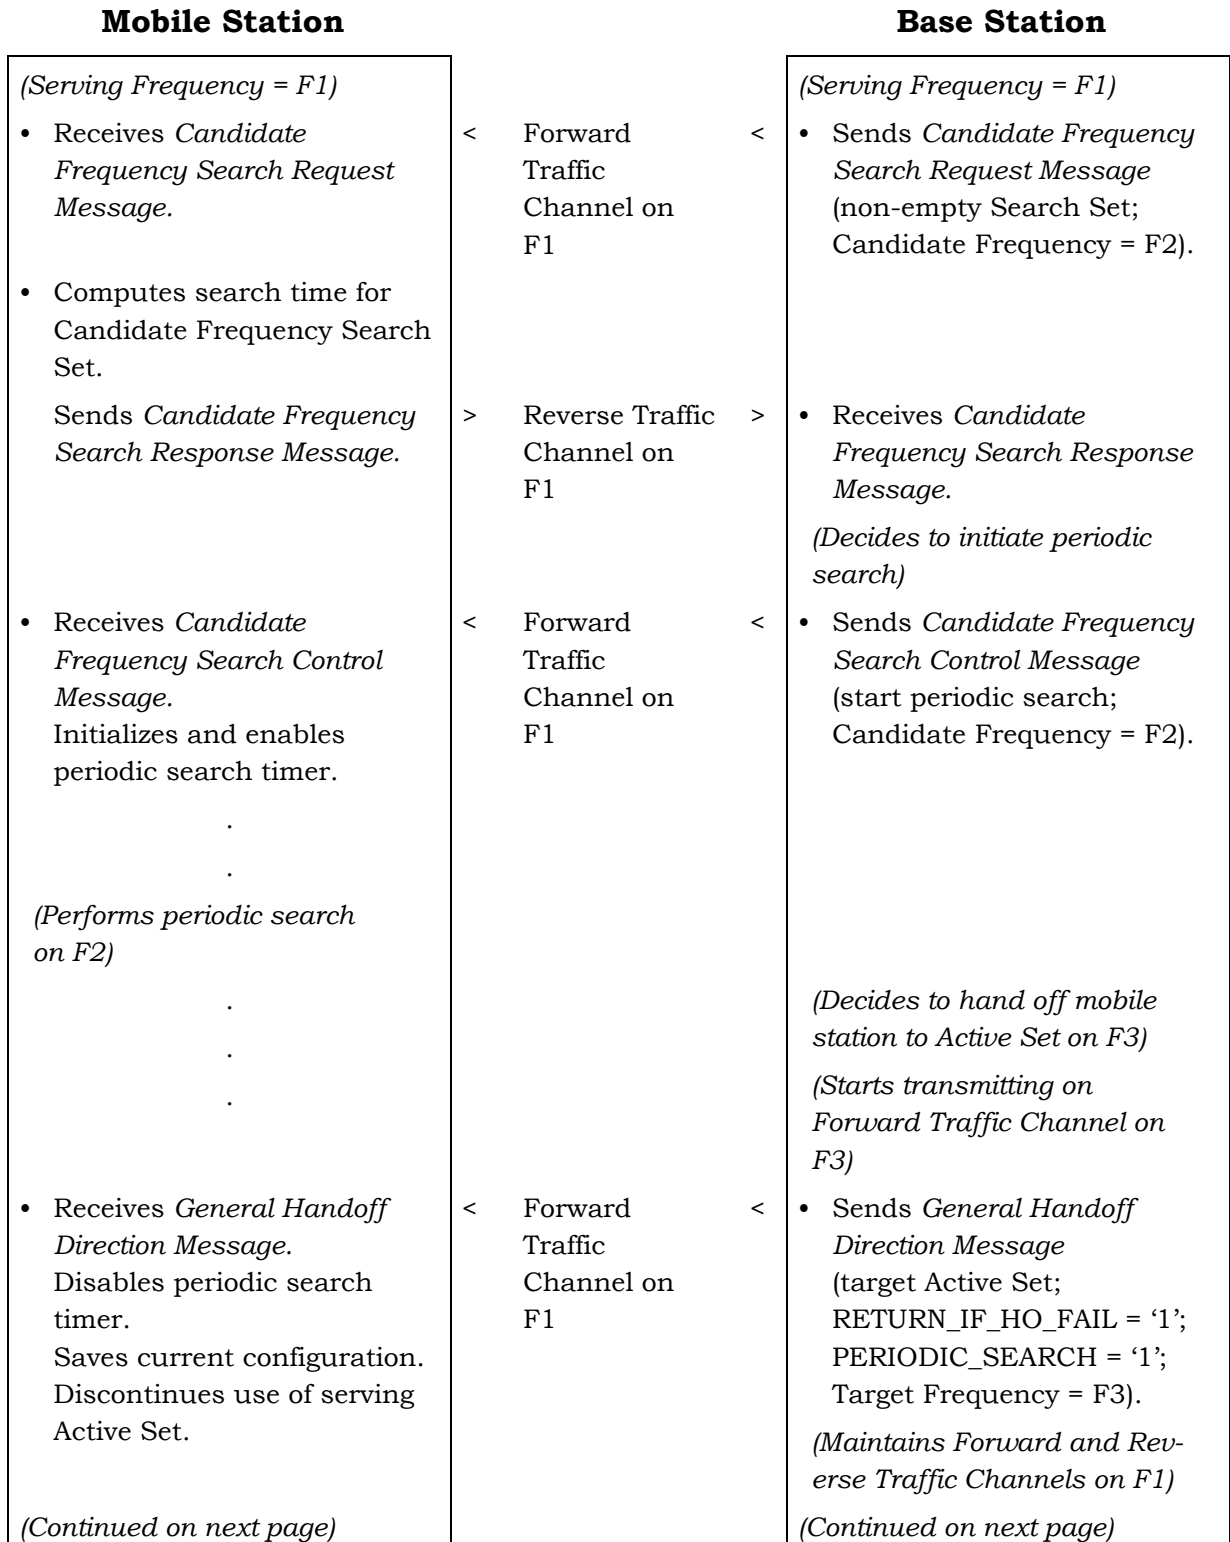 Mobile Station
Base Station
(Serving Frequency = F1)
• Receives Candidate
Frequency Search Request
Message.
<
Forward
Traffic
Channel on
F1
<
(Serving Frequency = F1)
• Sends Candidate Frequency
Search Request Message
(non-empty Search Set;
Candidate Frequency = F2).
• Computes search time for
Candidate Frequency Search
Set.
Sends Candidate Frequency
Search Response Message.
>
Reverse Traffic
Channel on
F1
>
• Receives Candidate
Frequency Search Response
Message.
(Decides to initiate periodic
search)
• Receives Candidate
Frequency Search Control
Message.
Initializes and enables
periodic search timer.
<
Forward
Traffic
Channel on
F1
<
• Sends Candidate Frequency
Search Control Message
(start periodic search;
Candidate Frequency = F2).
.
.
(Performs periodic search
on F2)
.
.
.
(Decides to hand off mobile
station to Active Set on F3)
(Starts transmitting on
Forward Traffic Channel on
F3)
• Receives General Handoff
Direction Message.
Disables periodic search
timer.
Saves current configuration.
Discontinues use of serving
Active Set.
<
Forward
Traffic
Channel on
F1
<
• Sends General Handoff
Direction Message
(target Active Set;
RETURN_IF_HO_FAIL = ‘1’;
PERIODIC_SEARCH = ‘1’;
Target Frequency = F3).
(Maintains Forward and Rev-
erse Traffic Channels on F1)
(Continued on next page)
(Continued on next page)